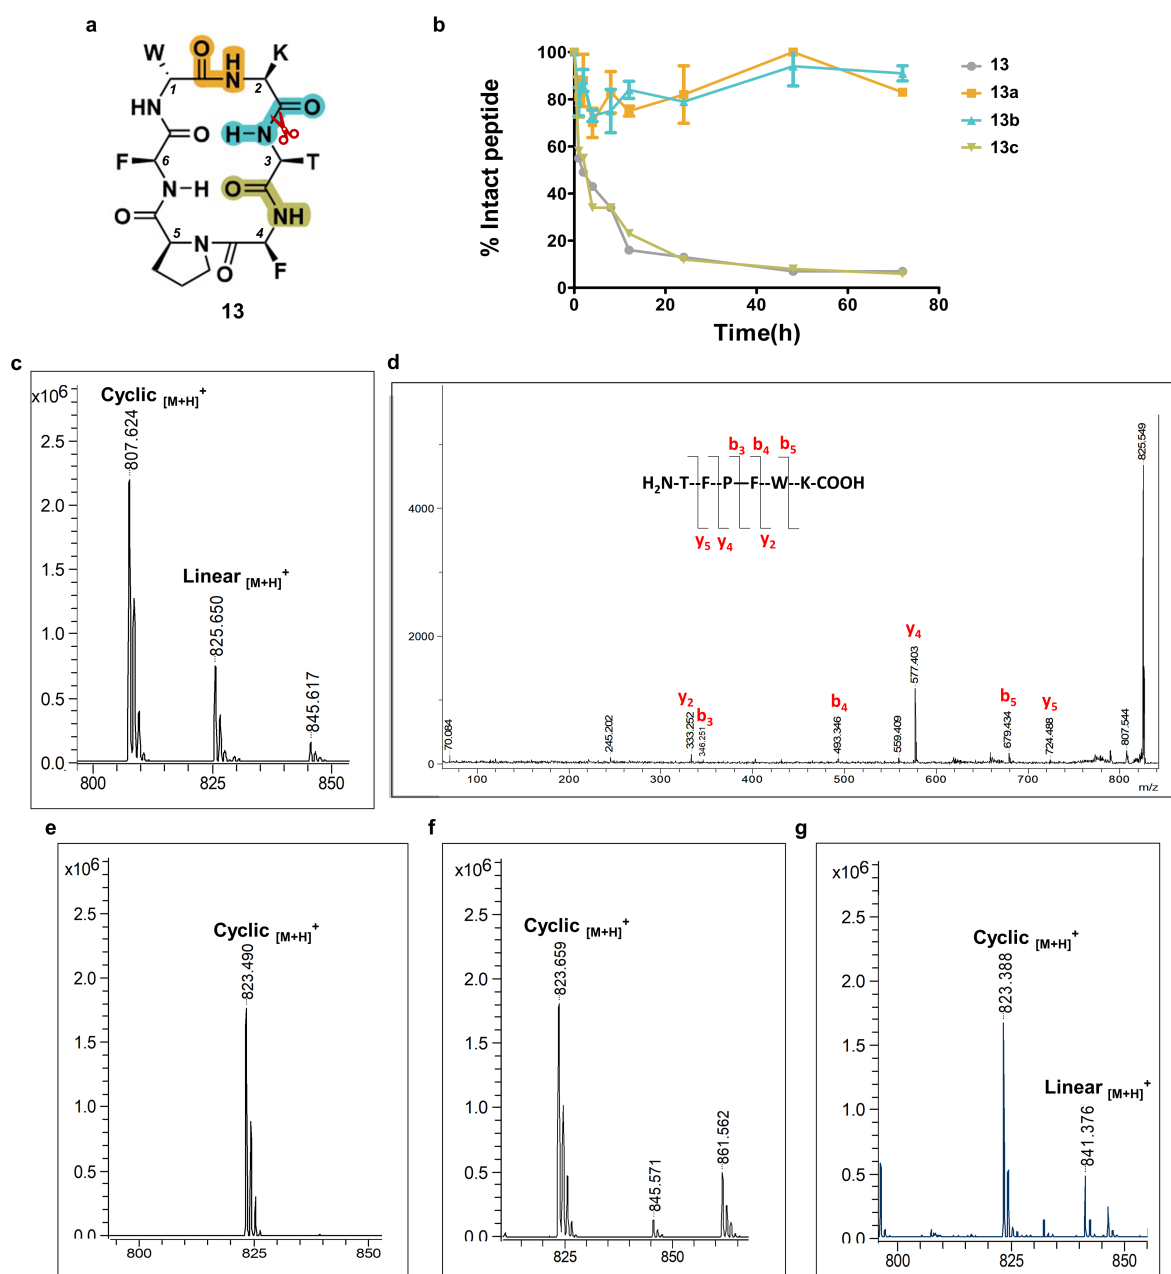 a
W
O
H
N
K
1
2
HN
O
O
H-N
F
6
3
T
N-H
O
O
NH
5
N
4
O
F
13
b
% Intact peptide
100
80
60
40
20
0
0
20
40
60
80
Time(h)
13
13a
13b
13c
c
x10⁶
Cyclic [M+H]⁺
807.624
2.5
2.0
Linear [M+H]⁺
825.650
1.5
1.0
845.617
0.5
0.0
800
825
850
d
825.549
b₃ b₄ b₅
H₂N-T--F--P—F--W--K-COOH
y₅ y₄ y₂
4000
2000
0
y₄
577.403
y₂
b₃
b₄
b₅
y₅
70.084
245.202
333.252
346.251
493.346
559.409
679.434
724.488
807.544
100
200
300
400
500
600
700
800
m/z
e
x10⁶
Cyclic [M+H]⁺
823.490
2.5
2.0
1.5
1.0
0.5
0.0
800
825
850
f
x10⁶
Cyclic [M+H]⁺
823.659
2.5
2.0
1.5
1.0
0.5
0.0
845.571
861.562
825
850
g
x10⁶
Cyclic [M+H]⁺
823.388
2.5
2.0
1.5
Linear [M+H]⁺
841.376
1.0
0.5
0.0
800
825
850